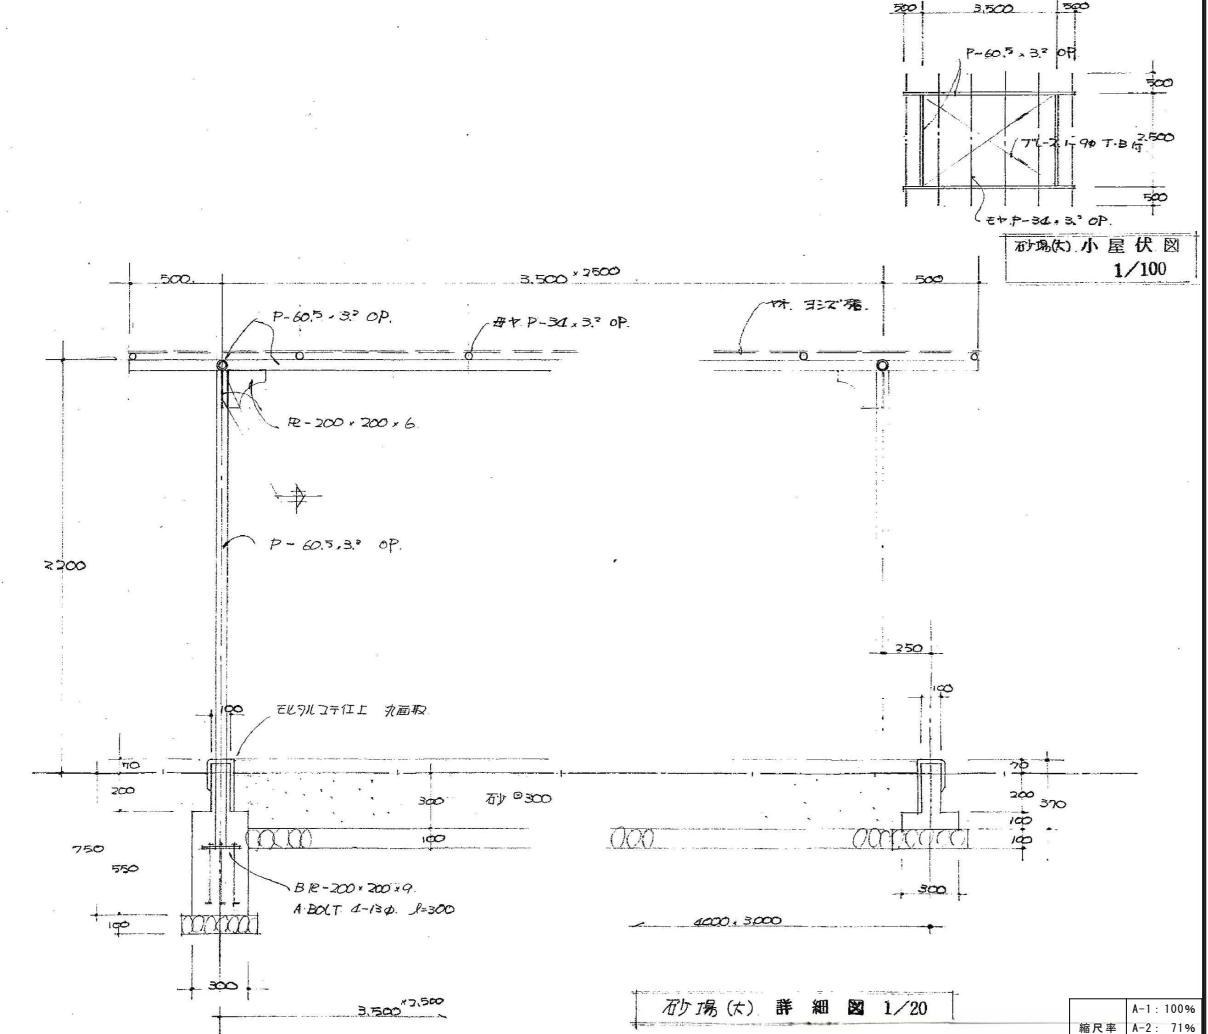 500 3,500 500
P-60.5×3.2 OP
500
ブレース 1-9φ T・B付
2,500
500
モヤ P-34×3.2 OP.
砂場(大) 小屋伏図
1/100
500 3,500 ×2500 500
P-60.5×3.2 OP.
母ヤ P-34×3.2 OP.
ヨシズ張
PL-200×200×6
P-60.5×3.2 OP.
2200
250
100
100
モルタルコテ仕上 丸面取
70
200
300
砂 @300
100
750
550
100
70
200
100
100
370
BPL-200×200×9.
A・BOLT 4-13φ. l=300
300
4000×3,000
300
3,500 ×2,500
砂場(大) 詳細図 1/20
縮尺率
A-1:100%
A-2: 71%